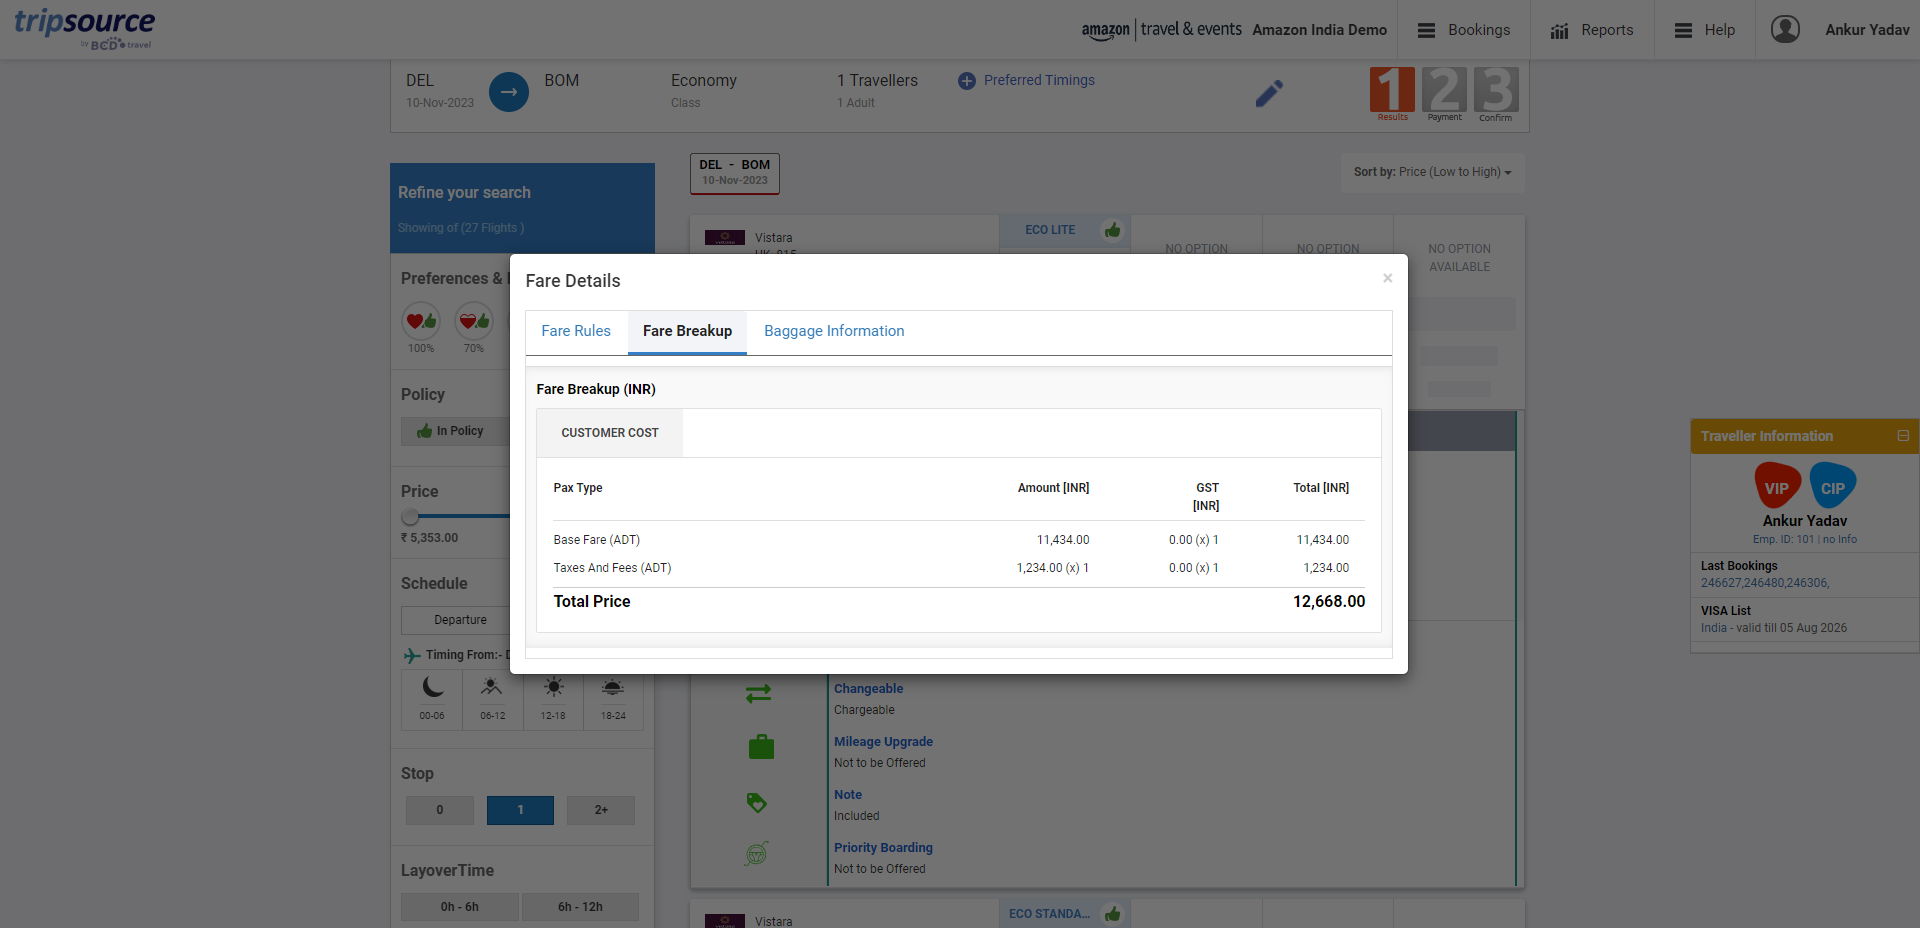 tripsource
by BCD travel
amazon travel & events Amazon India Demo
Bookings
Reports
Help
Ankur Yadav
DEL
10-Nov-2023
BOM
Economy
Class
1 Travellers
1 Adult
Preferred Timings
1 2 3
Results Payment Confirm
Refine your search
Showing of (27 Flights )
DEL - BOM
10-Nov-2023
Sort by: Price (Low to High)
Vistara
ECO LITE
NO OPTION
NO OPTION
NO OPTION
AVAILABLE
Preferences &
100% 70%
Policy
In Policy
Price
₹ 5,353.00
Schedule
Departure
Timing From:- D
00-06 06-12 12-18 18-24
Stop
0 1 2+
LayoverTime
0h - 6h 6h - 12h
Fare Details
×
Fare Rules Fare Breakup Baggage Information
Fare Breakup (INR)
CUSTOMER COST
Pax Type Amount [INR] GST [INR] Total [INR]
Base Fare (ADT) 11,434.00 0.00 (x) 1 11,434.00
Taxes And Fees (ADT) 1,234.00 (x) 1 0.00 (x) 1 1,234.00
Total Price 12,668.00
Changeable
Chargeable
Mileage Upgrade
Not to be Offered
Note
Included
Priority Boarding
Not to be Offered
Vistara
ECO STANDA...
Traveller Information
VIP CIP
Ankur Yadav
Emp. ID: 101 | no Info
Last Bookings
246627,246480,246306,
VISA List
India - valid till 05 Aug 2026